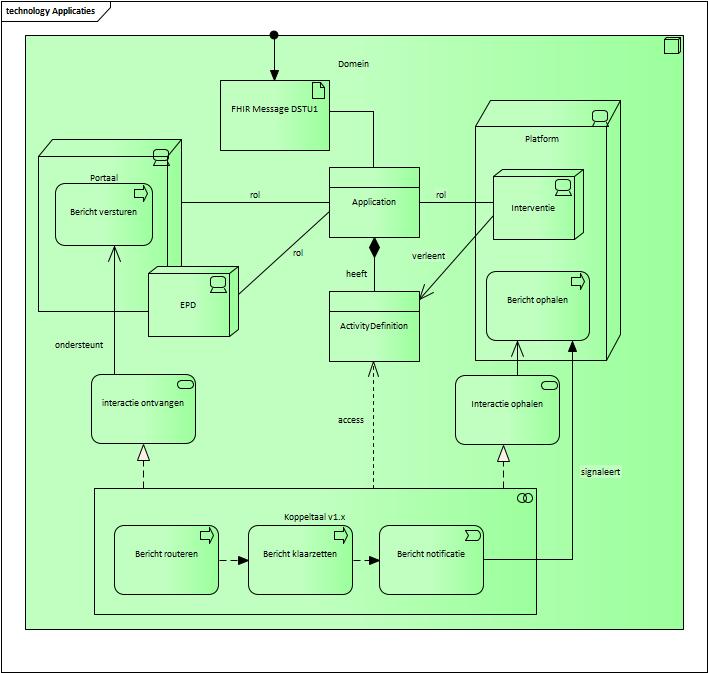 technology Applicaties
Domein
FHIR Message DSTU1
Platform
Portaal
Bericht versturen
rol
Application
rol
Interventie
rol
verleent
heeft
EPD
Bericht ophalen
ActivityDefinition
ondersteunt
interactie ontvangen
Interactie ophalen
access
signaleert
Koppeltaal v1.x
Bericht routeren
Bericht klaarzetten
Bericht notificatie